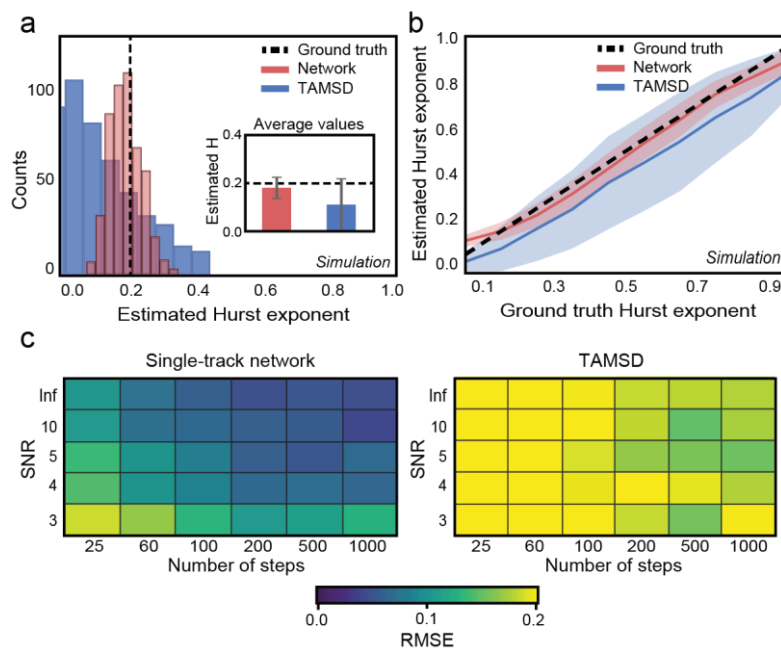 a
Ground truth
Network
TAMSD
Average values
Estimated H
0.4
0.2
0.0
Counts
100
50
0
Simulation
0.0 0.2 0.4 0.6 0.8 1.0
Estimated Hurst exponent
b
Ground truth
Network
TAMSD
Estimated Hurst exponent
1.0
0.8
0.6
0.4
0.2
0.0
Simulation
0.1 0.3 0.5 0.7 0.9
Ground truth Hurst exponent
c
Single-track network
SNR
Inf
10
5
4
3
25 60 100 200 500 1000
Number of steps
TAMSD
SNR
Inf
10
5
4
3
25 60 100 200 500 1000
Number of steps
0.0 0.1 0.2
RMSE